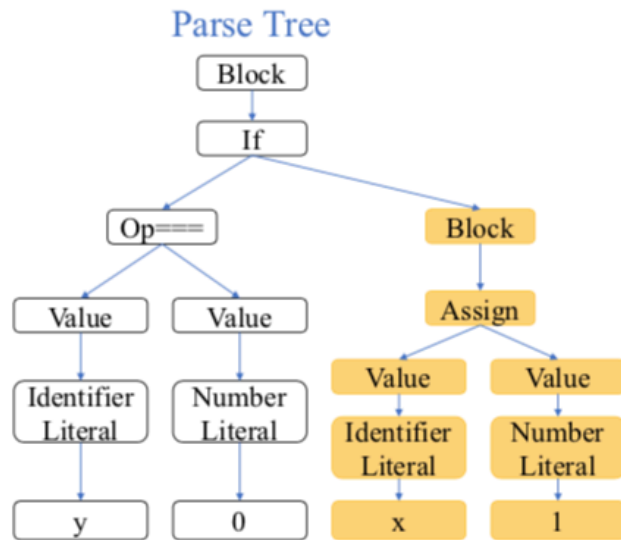 Parse Tree
Block
If
Op===
Block
Value
Value
Assign
Value
Value
Identifier
Literal
Number
Literal
Identifier
Literal
Number
Literal
y
0
x
1